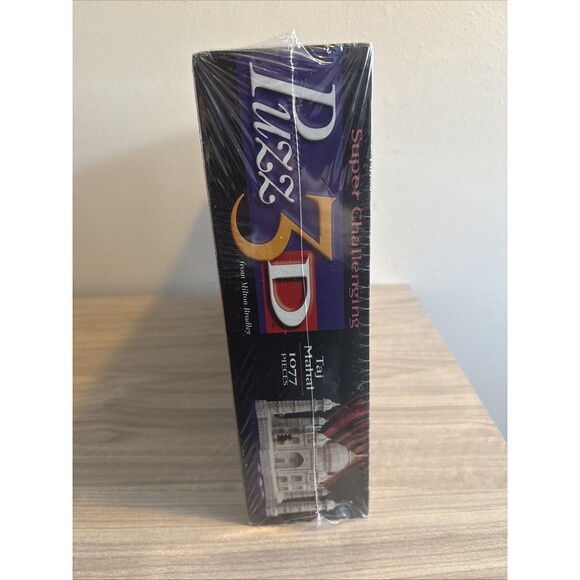 Super Challenging
Puzz
3D
from Milton Bradley
Taj
Mahal
1077
PIECES